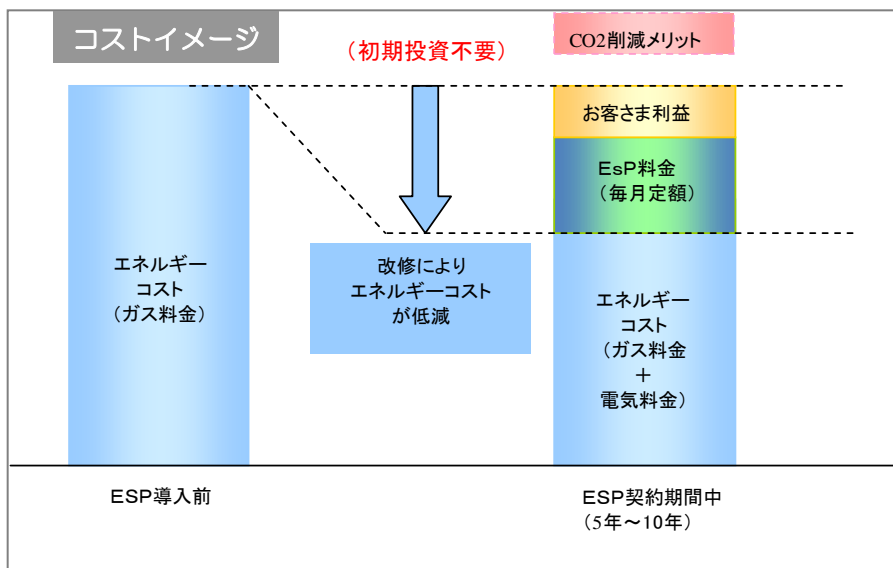 コストイメージ
（初期投資不要）
CO2削減メリット
お客さま利益
EsP料金
（毎月定額）
エネルギー
コスト
（ガス料金）
改修により
エネルギーコスト
が低減
エネルギー
コスト
（ガス料金
＋
電気料金）
ESP導入前
ESP契約期間中
（5年～10年）